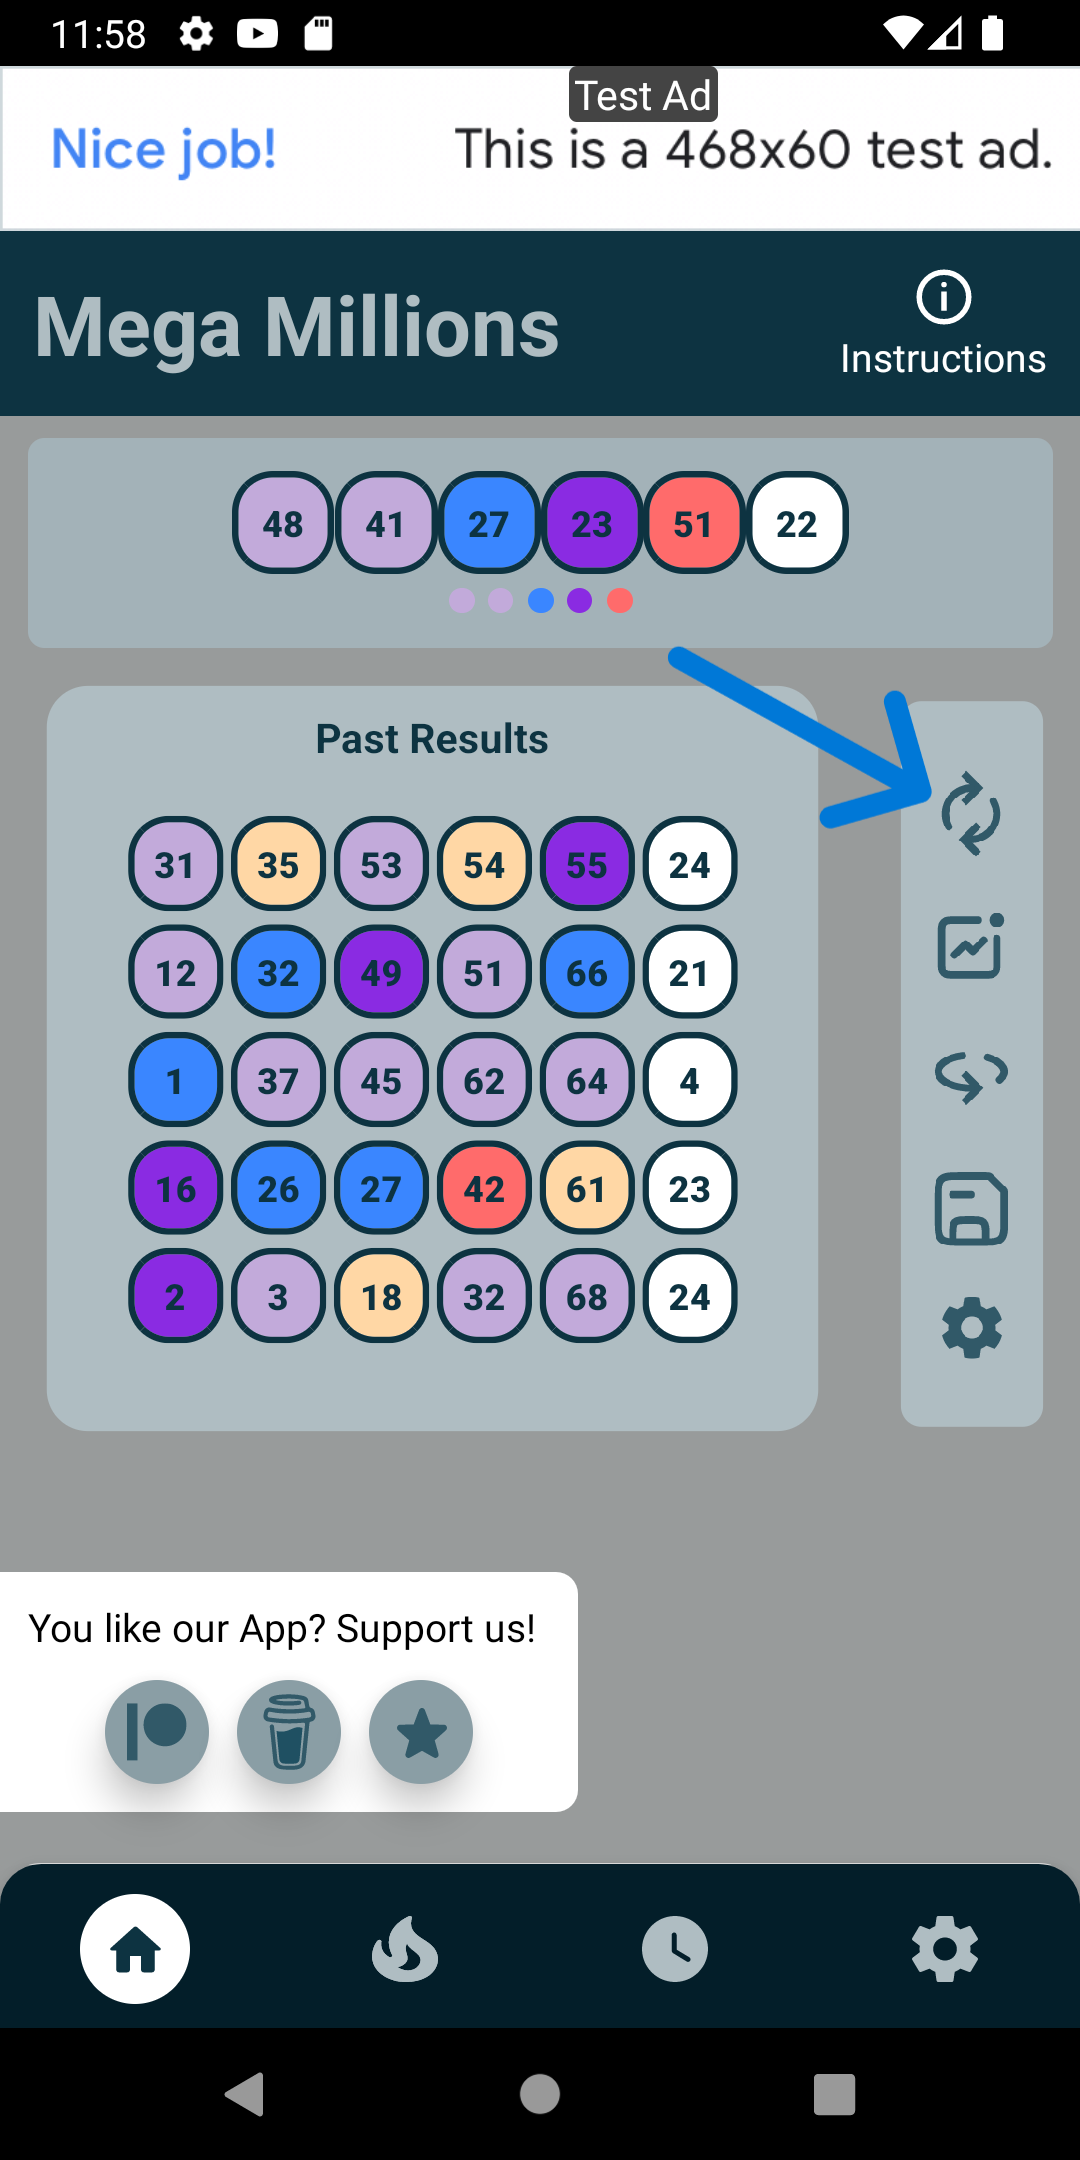 11:58
Test Ad
Nice job! This is a 468x60 test ad.
Mega Millions
Instructions
48 41 27 23 51 22
Past Results
31 35 53 54 55 24
12 32 49 51 66 21
1 37 45 62 64 4
16 26 27 42 61 23
2 3 18 32 68 24
You like our App? Support us!